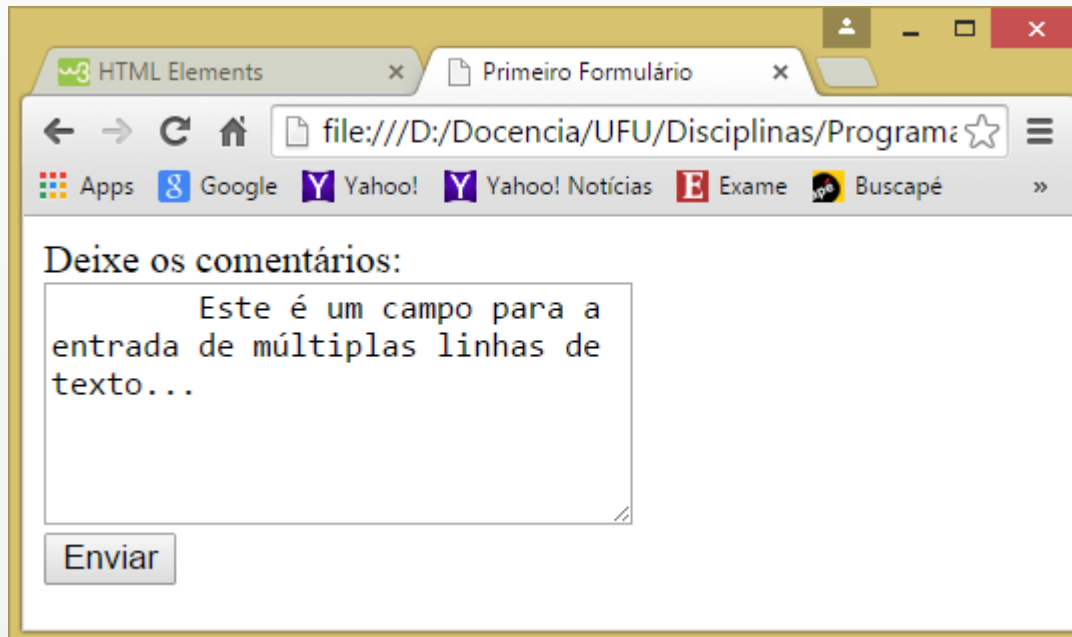 HTML Elements
Primeiro Formulário
file:///D:/Docencia/UFU/Disciplinas/Programa
Apps Google Yahoo! Yahoo! Notícias Exame Buscapé »
Deixe os comentários:
Este é um campo para a
entrada de múltiplas linhas de
texto...
Enviar